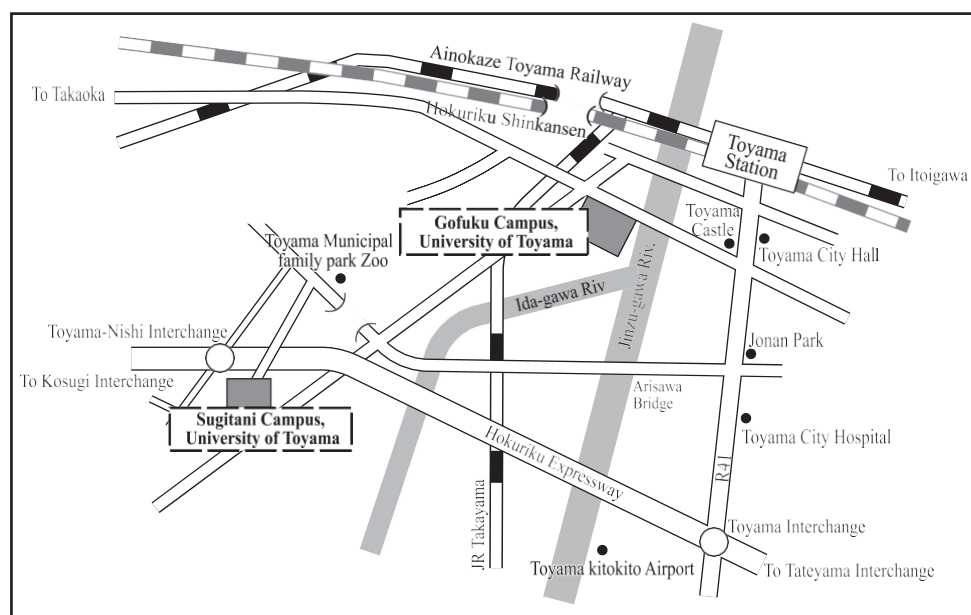 Ainokaze Toyama Railway
To Takaoka
Hokuriku Shinkansen
Toyama
Station
To Itoigawa
Gofuku Campus,
University of Toyama
Toyama
Castle
Toyama City Hall
Toyama Municipal
family park Zoo
Ida-gawa Riv
Jinzu-gawa Riv.
Toyama-Nishi Interchange
Jonan Park
To Kosugi Interchange
Arisawa
Bridge
Sugitani Campus,
University of Toyama
Toyama City Hospital
Hokuriku Expressway
R41
JR Takayama
Toyama Interchange
Toyama kitokito Airport
To Tateyama Interchange